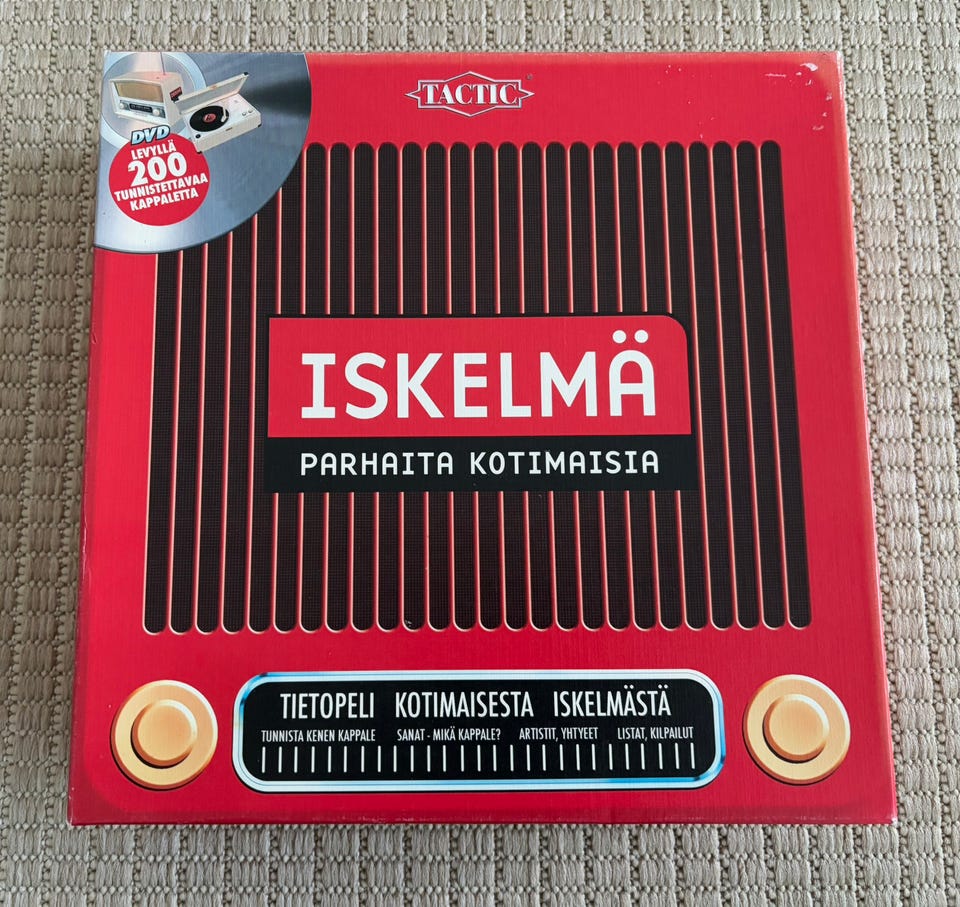 TACTIC
DVD
LEVYLLÄ
200
TUNNISTETTAVAA
KAPPALETTA
ISKELMÄ
PARHAITA KOTIMAISIA
TIETOPELI KOTIMAISESTA ISKELMÄSTÄ
TUNNISTA KENEN KAPPALE SANAT - MIKÄ KAPPALE? ARTISTIT, YHTYEET LISTAT, KILPAILUT